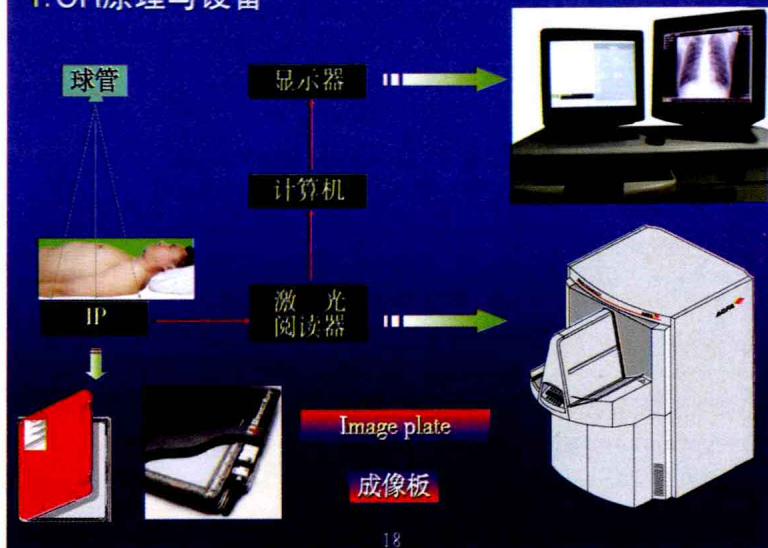 1. CR原理与设备
球管
显示器
计算机
IP
激 光
阅读器
AGFA
Image plate
成像板
18